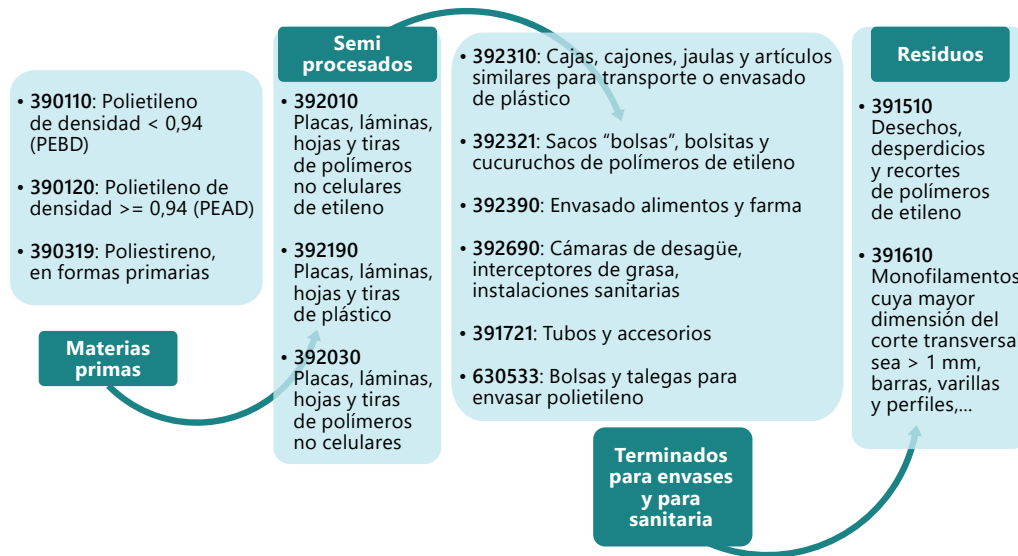 • 390110: Polietileno
de densidad < 0,94
(PEBD)
• 390120: Polietileno de
densidad >= 0,94 (PEAD)
• 390319: Poliestireno,
en formas primarias
Materias
primas
Semi
procesados
• 392010
Placas, láminas,
hojas y tiras
de polímeros
no celulares
de etileno
• 392190
Placas, láminas,
hojas y tiras
de plástico
• 392030
Placas, láminas,
hojas y tiras
de polímeros
no celulares
• 392310: Cajas, cajones, jaulas y artículos
similares para transporte o envasado
de plástico
• 392321: Sacos “bolsas”, bolsitas y
cucuruchos de polímeros de etileno
• 392390: Envasado alimentos y farma
• 392690: Cámaras de desagüe,
interceptores de grasa,
instalaciones sanitarias
• 391721: Tubos y accesorios
• 630533: Bolsas y talegas para
envasar polietileno
Terminados
para envases
y para
sanitaria
Residuos
• 391510
Desechos,
desperdicios
y recortes
de polímeros
de etileno
• 391610
Monofilamentos
cuya mayor
dimensión del
corte transversa
sea > 1 mm,
barras, varillas
y perfiles,...